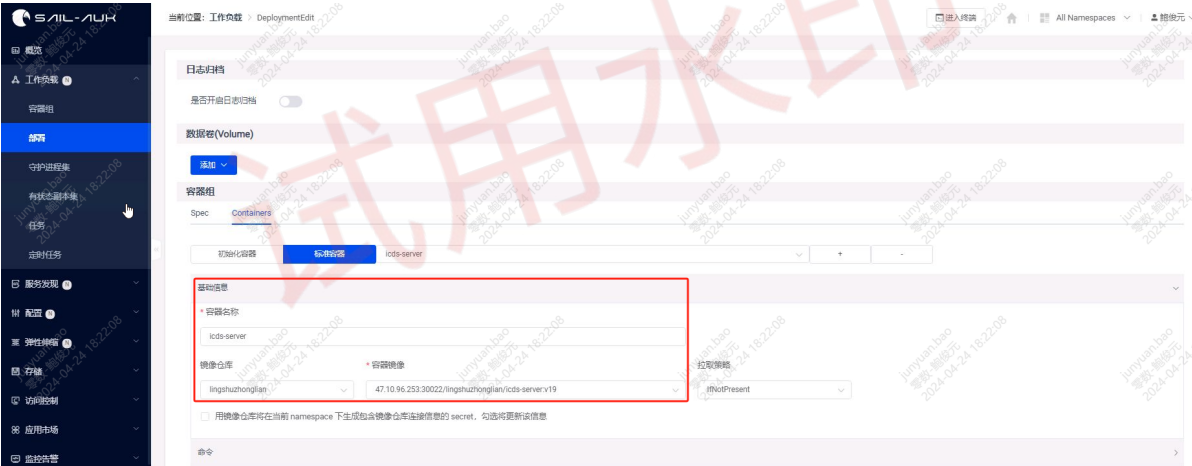 SAIL-AUK
当前位置：工作负载 > DeploymentEdit
进入终端
All Namespaces
鲍俊元
概览
工作负载 N
日志归档
是否开启日志归档
容器组
部署
数据卷(Volume)
添加
守护进程集
有状态副本集
容器组
Spec
Containers
任务
定时任务
初始化容器
标准容器
icds-server
+
-
服务发现 N
基础信息
配置 N
* 容器名称
icds-server
弹性伸缩 N
镜像仓库
* 容器镜像
拉取策略
存储
lingshuzhonglian
47.10.96.253:30022/lingshuzhonglian/icds-server:v19
IfNotPresent
访问控制
用镜像仓库将在当前 namespace 下生成包含镜像仓库连接信息的 secret，勾选将更新该信息
应用市场
命令
监控告警
试用水印
junyuan.bao
零数-鲍俊元
2024-04-24 18:22:08